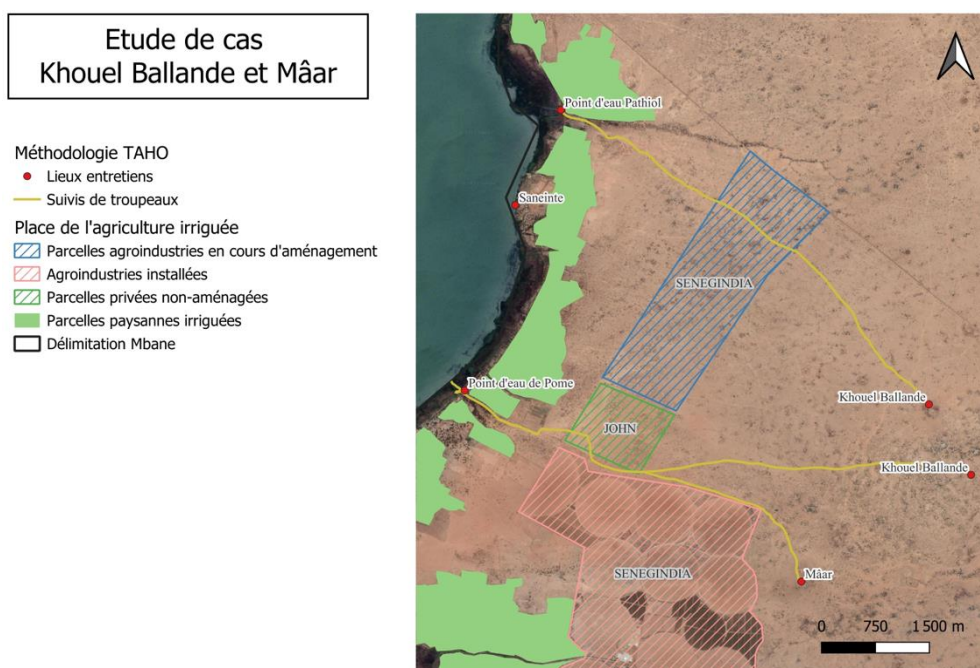 Etude de cas
Khouel Ballande et Mâar
Méthodologie TAHO
Lieux entretiens
Suivis de troupeaux
Place de l'agriculture irriguée
Parcelles agroindustries en cours d'aménagement
Agroindustries installées
Parcelles privées non-aménagées
Parcelles paysannes irriguées
Délimitation Mbane
Point d'eau Pathiol
Saneinte
SENEGINDIA
Point d'eau de Pome
Khouel Ballande
JOHN
Khouel Ballande
SENEGINDIA
Mâar
0 750 1 500 m